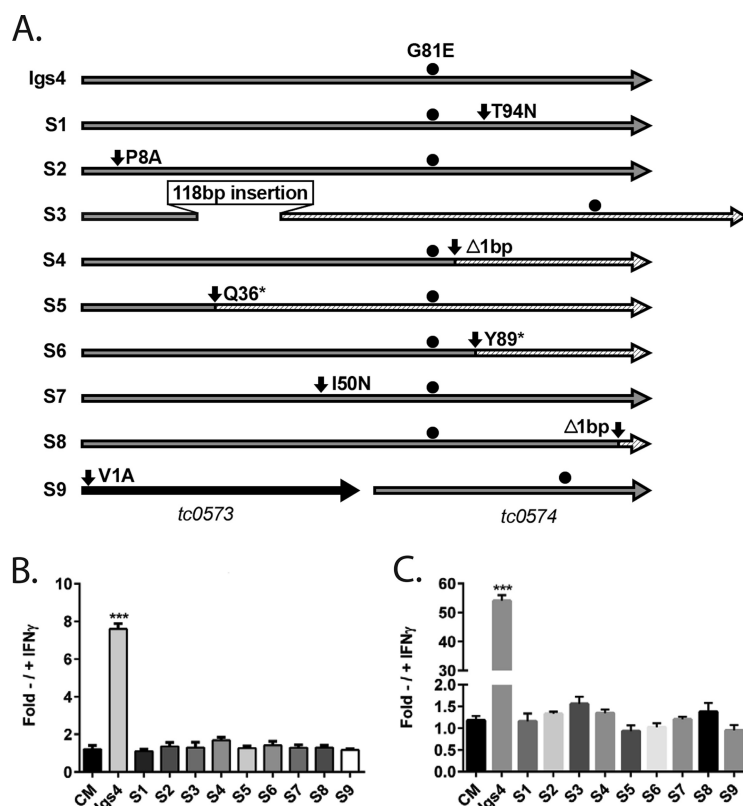 A.
G81E
Igs4
S1 T94N
S2 P8A
118bp insertion
S3
S4 △1bp
S5 Q36*
S6 Y89*
S7 I50N
S8 △1bp
S9 V1A
tc0573 tc0574
B.
Fold - / + IFNγ
10
8
6
4
2
0
***
CM Igs4 S1 S2 S3 S4 S5 S6 S7 S8 S9
C.
Fold - / + IFNγ
60
50
40
30
2.0
1.5
1.0
0.5
0.0
***
CM Igs4 S1 S2 S3 S4 S5 S6 S7 S8 S9